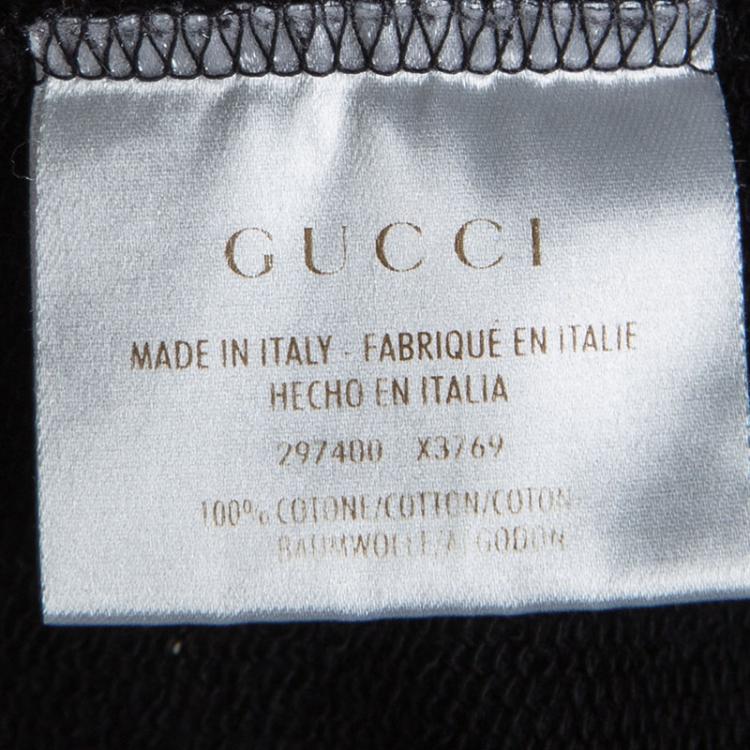 GUCCI
MADE IN ITALY - FABRIQUÉ EN ITALIE
HECHO EN ITALIA
297400 X3769
100% COTONE/COTTON/COTON
BAUMWOLLE/ALGODON